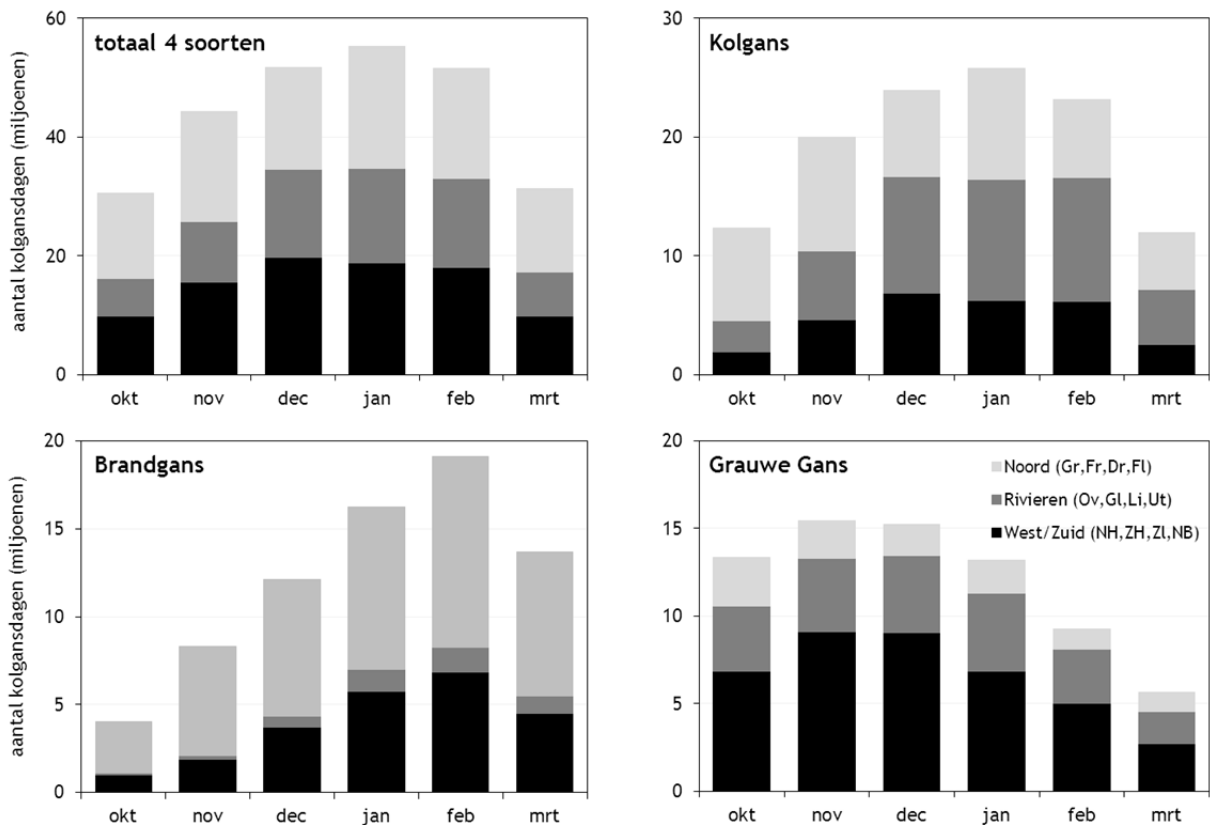 totaal 4 soorten
aantal kolgansdagen (miljoenen)
60
40
20
0
okt nov dec jan feb mrt
Kolgans
30
20
10
0
okt nov dec jan feb mrt
Brandgans
aantal kolgansdagen (miljoenen)
20
15
10
5
0
okt nov dec jan feb mrt
Grauwe Gans
20
15
10
5
0
Noord (Gr,Fr,Dr,Fl)
Rivieren (Ov,Gl,Li,Ut)
West/Zuid (NH,ZH,Zl,NB)
okt nov dec jan feb mrt